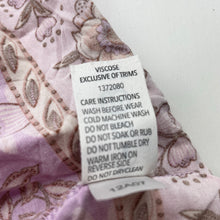 VISCOSE
EXCLUSIVE OF TRIMS
1372080
CARE INSTRUCTIONS
WASH BEFORE WEAR
COLD MACHINE WASH
DO NOT BLEACH
DO NOT SOAK OR RUB
DO NOT TUMBLE DRY
WARM IRON ON
REVERSE SIDE
DO NOT DRYCLEAN